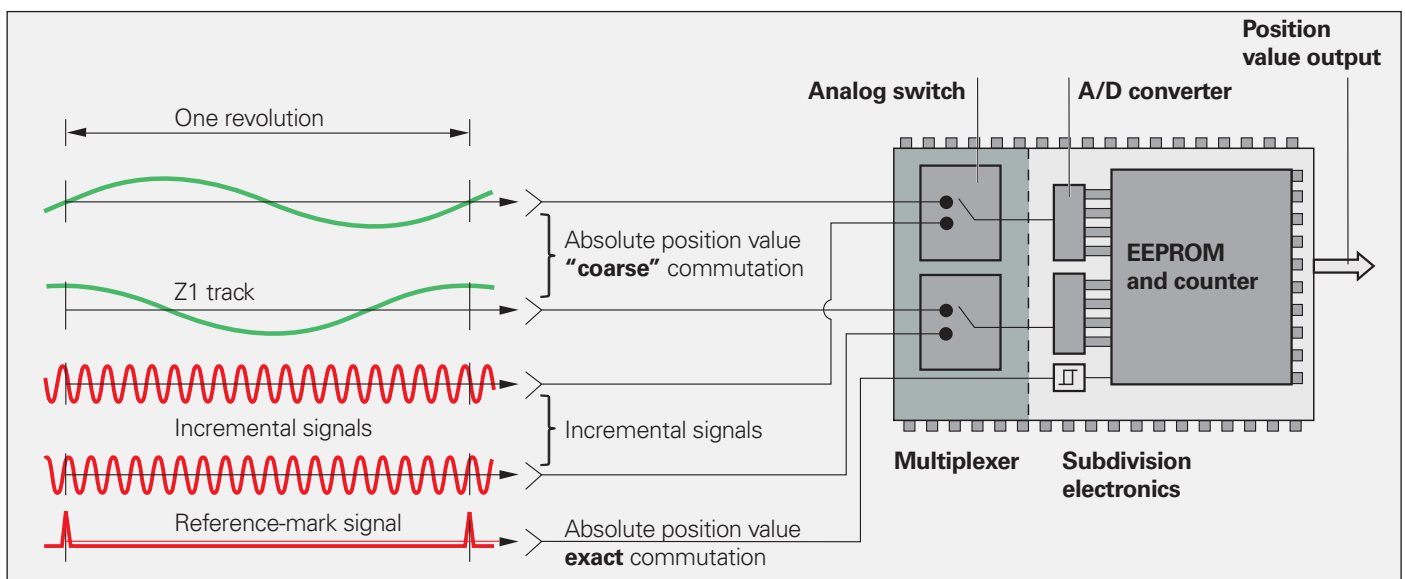 Position
value output
Analog switch
A/D converter
One revolution
Absolute position value
“coarse” commutation
Z1 track
EEPROM
and counter
Incremental signals
Incremental signals
Multiplexer
Subdivision
electronics
Reference-mark signal
Absolute position value
exact commutation